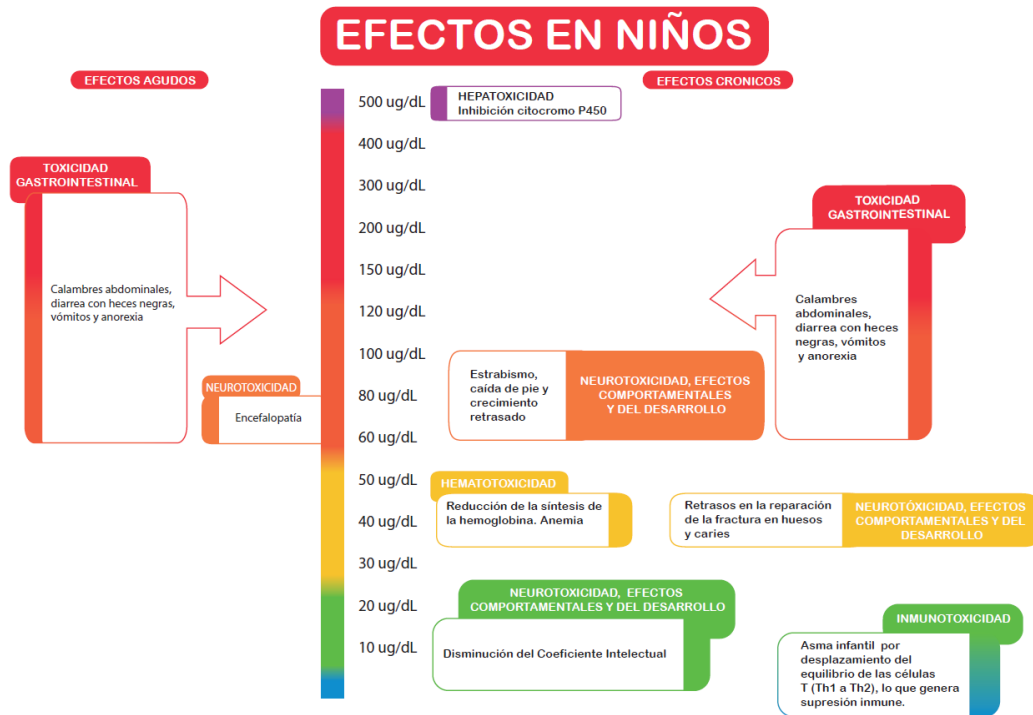 EFECTOS EN NIÑOS
EFECTOS AGUDOS
EFECTOS CRONICOS
500 ug/dL
400 ug/dL
300 ug/dL
200 ug/dL
150 ug/dL
120 ug/dL
100 ug/dL
80 ug/dL
60 ug/dL
50 ug/dL
40 ug/dL
30 ug/dL
20 ug/dL
10 ug/dL
TOXICIDAD
GASTROINTESTINAL
Calambres abdominales,
diarrea con heces negras,
vómitos y anorexia
NEUROTOXICIDAD
Encefalopatía
HEPATOXICIDAD
Inhibición citocromo P450
TOXICIDAD
GASTROINTESTINAL
Calambres
abdominales,
diarrea con heces
negras, vómitos
y anorexia
Estrabismo,
caída de pie y
crecimiento
retrasado
NEUROTOXICIDAD, EFECTOS
COMPORTAMENTALES
Y DEL DESARROLLO
HEMATOTOXICIDAD
Reducción de la síntesis de
la hemoglobina. Anemia
Retrasos en la reparación
de la fractura en huesos
y caries
NEUROTÓXICIDAD, EFECTOS
COMPORTAMENTALES Y DEL
DESARROLLO
NEUROTOXICIDAD, EFECTOS
COMPORTAMENTALES Y DEL DESARROLLO
Disminución del Coeficiente Intelectual
INMUNOTOXICIDAD
Asma infantil por
desplazamiento del
equilibrio de las células
T (Th1 a Th2), lo que genera
supresión inmune.